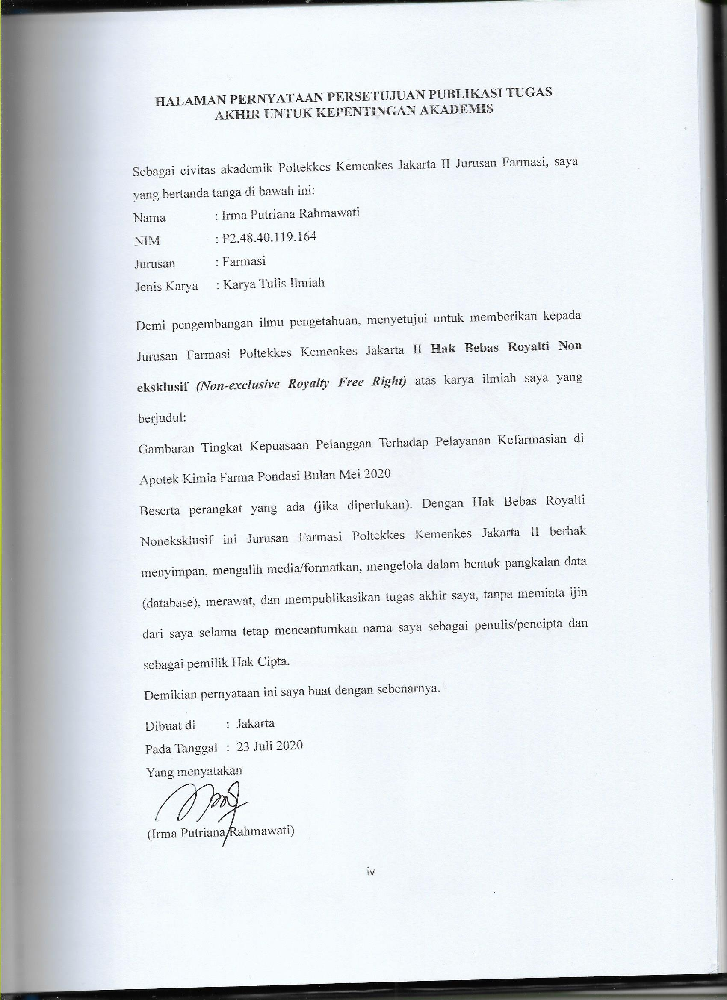 HALAMAN PERNYATAAN PERSETUJUAN PUBLIKASI TUGAS
AKHIR UNTUK KEPENTINGAN AKADEMIS
Sebagai civitas akademik Poltekkes Kemenkes Jakarta II Jurusan Farmasi, saya
yang bertanda tanga di bawah ini:
Nama : Irma Putriana Rahmawati
NIM : P2.48.40.119.164
Jurusan : Farmasi
Jenis Karya : Karya Tulis Ilmiah
Demi pengembangan ilmu pengetahuan, menyetujui untuk memberikan kepada
Jurusan Farmasi Poltekkes Kemenkes Jakarta II Hak Bebas Royalti Non
eksklusif (Non-exclusive Royalty Free Right) atas karya ilmiah saya yang
berjudul:
Gambaran Tingkat Kepuasaan Pelanggan Terhadap Pelayanan Kefarmasian di
Apotek Kimia Farma Pondasi Bulan Mei 2020
Beserta perangkat yang ada (jika diperlukan). Dengan Hak Bebas Royalti
Noneksklusif ini Jurusan Farmasi Poltekkes Kemenkes Jakarta II berhak
menyimpan, mengalih media/formatkan, mengelola dalam bentuk pangkalan data
(database), merawat, dan mempublikasikan tugas akhir saya, tanpa meminta ijin
dari saya selama tetap mencantumkan nama saya sebagai penulis/pencipta dan
sebagai pemilik Hak Cipta.
Demikian pernyataan ini saya buat dengan sebenarnya.
Dibuat di : Jakarta
Pada Tanggal : 23 Juli 2020
Yang menyatakan
(Irma Putriana Rahmawati)
iv